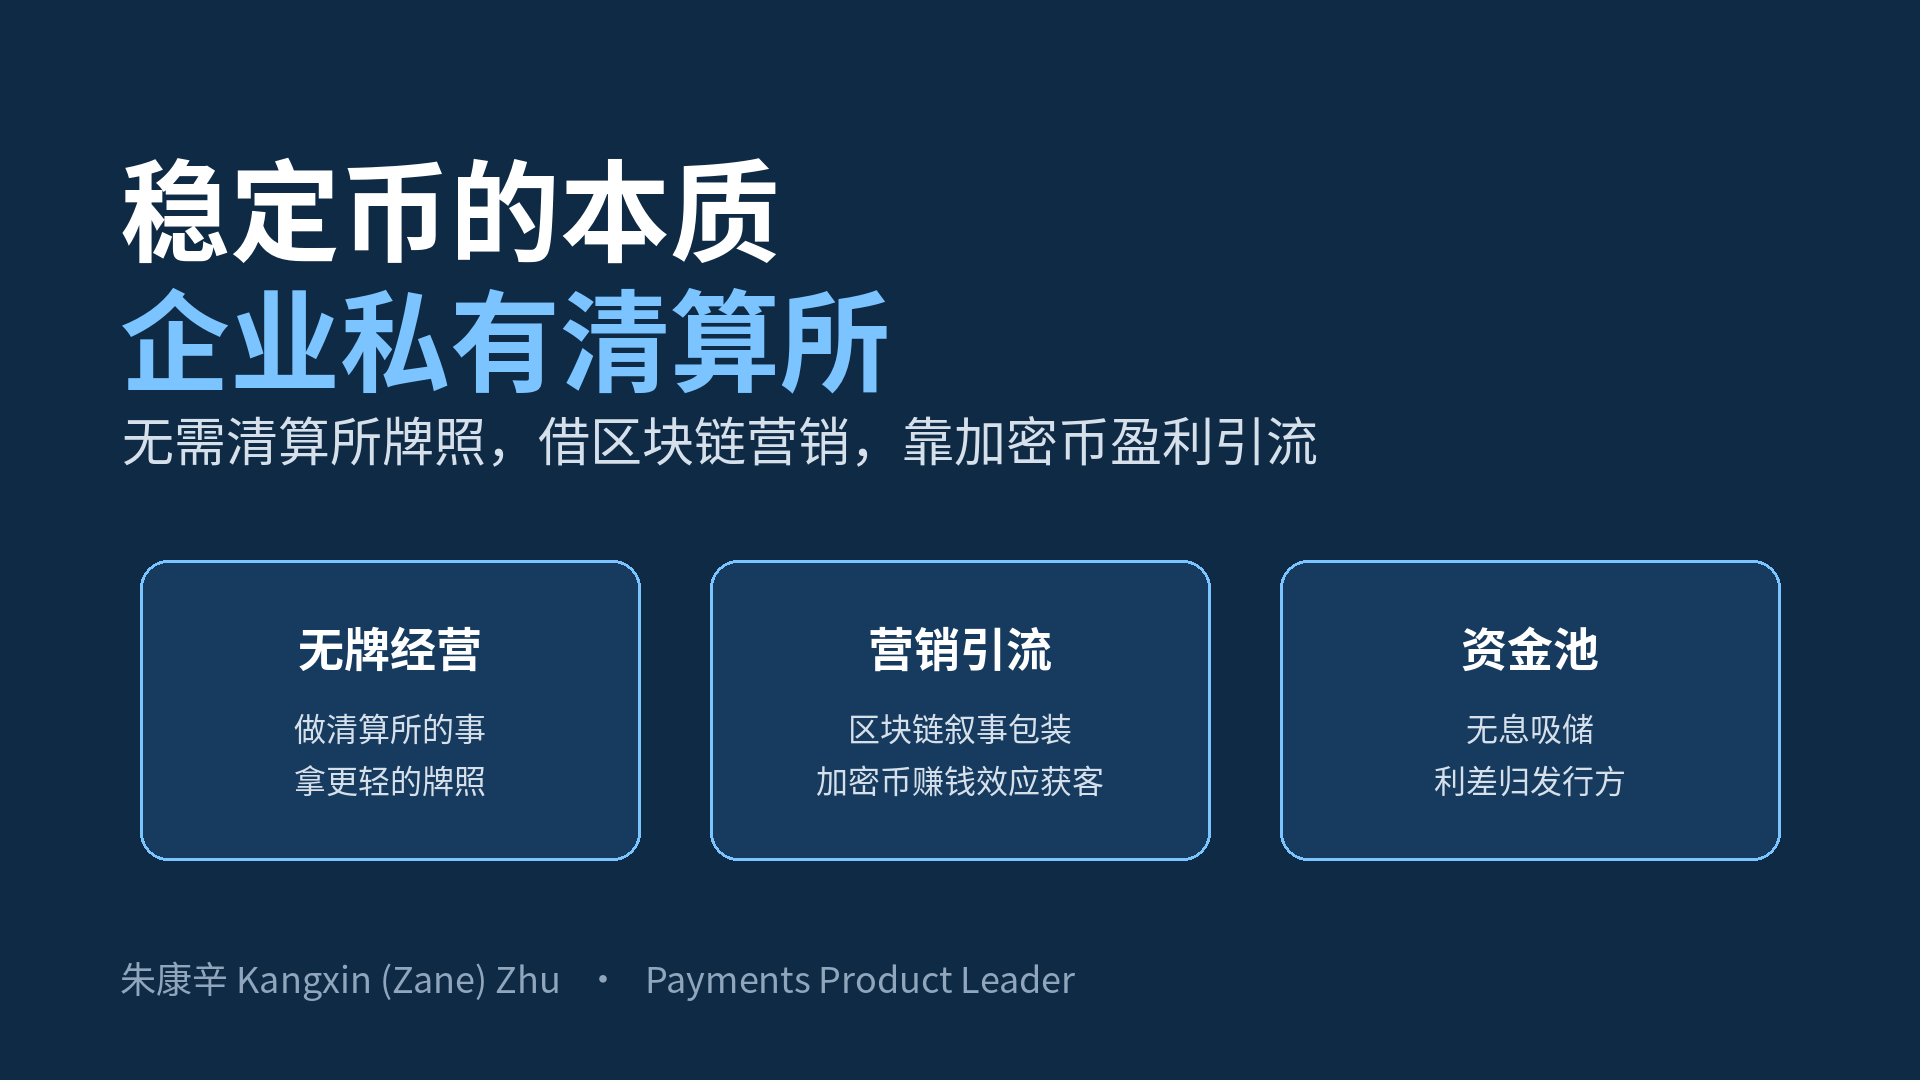 稳定币的本质
企业私有清算所
无需清算所牌照，借区块链营销，靠加密币盈利引流
无牌经营
做清算所的事
拿更轻的牌照
营销引流
区块链叙事包装
加密币赚钱效应获客
资金池
无息吸储
利差归发行方
朱康辛 Kangxin (Zane) Zhu · Payments Product Leader